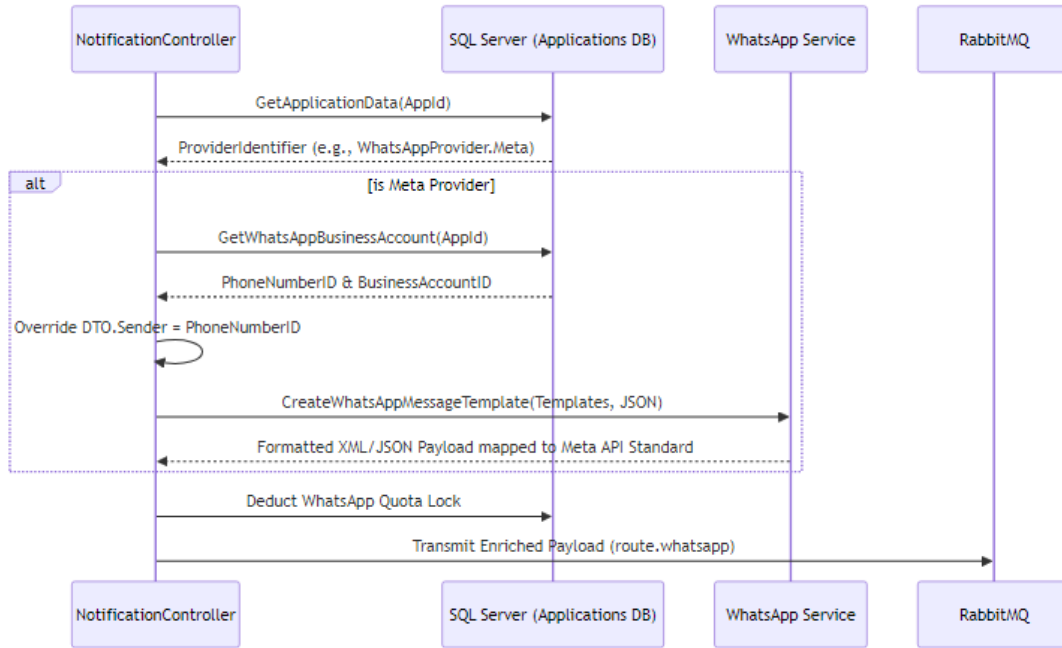 NotificationController
SQL Server (Applications DB)
WhatsApp Service
RabbitMQ
GetApplicationData(AppId)
ProviderIdentifier (e.g., WhatsAppProvider.Meta)
alt
[is Meta Provider]
GetWhatsAppBusinessAccount(AppId)
PhoneNumberID & BusinessAccountID
Override DTO.Sender = PhoneNumberID
CreateWhatsAppMessageTemplate(Templates, JSON)
Formatted XML/JSON Payload mapped to Meta API Standard
Deduct WhatsApp Quota Lock
Transmit Enriched Payload (route.whatsapp)
NotificationController
SQL Server (Applications DB)
WhatsApp Service
RabbitMQ